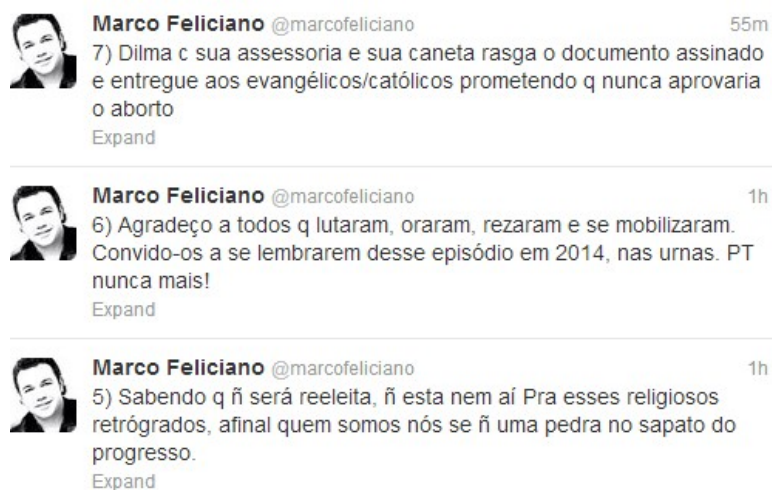 Marco Feliciano @marcofeliciano 55m
7) Dilma c sua assessoria e sua caneta rasga o documento assinado
e entregue aos evangélicos/católicos prometendo q nunca aprovaria
o aborto
Expand
Marco Feliciano @marcofeliciano 1h
6) Agradeço a todos q lutaram, oraram, rezaram e se mobilizaram.
Convido-os a se lembrarem desse episódio em 2014, nas urnas. PT
nunca mais!
Expand
Marco Feliciano @marcofeliciano 1h
5) Sabendo q ñ será reeleita, ñ esta nem aí Pra esses religiosos
retrógrados, afinal quem somos nós se ñ uma pedra no sapato do
progresso.
Expand